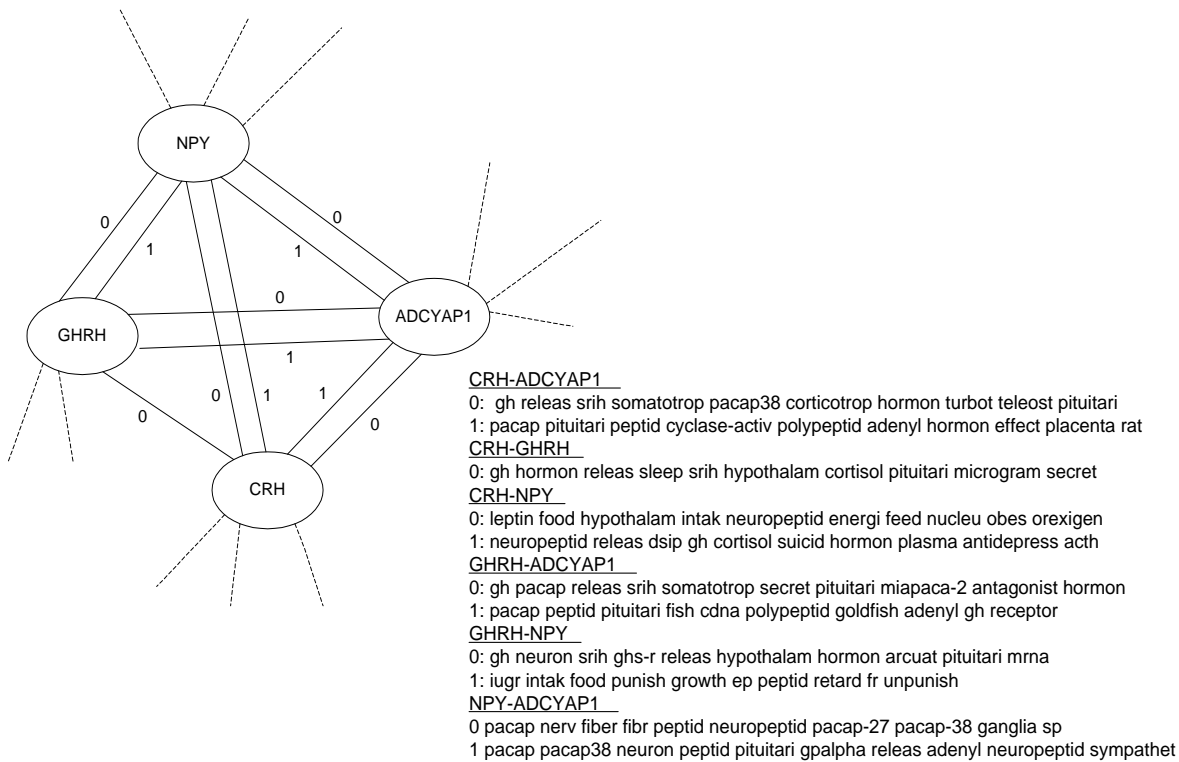 NPY
0
0
1
1
0
ADCYAP1
GHRH
1
0
0
1
1
0
0
CRH
CRH-ADCYAP1
0: gh releas srih somatotrop pacap38 corticotrop hormon turbot teleost pituitari
1: pacap pituitari peptid cyclase-activ polypeptid adenyl hormon effect placenta rat
CRH-GHRH
0: gh hormon releas sleep srih hypothalam cortisol pituitari microgram secret
CRH-NPY
0: leptin food hypothalam intak neuropeptid energi feed nucleu obes orexigen
1: neuropeptid releas dsip gh cortisol suicid hormon plasma antidepress acth
GHRH-ADCYAP1
0: gh pacap releas srih somatotrop secret pituitari miapaca-2 antagonist hormon
1: pacap peptid pituitari fish cdna polypeptid goldfish adenyl gh receptor
GHRH-NPY
0: gh neuron srih ghs-r releas hypothalam hormon arcuat pituitari mrna
1: iugr intak food punish growth ep peptid retard fr unpunish
NPY-ADCYAP1
0 pacap nerv fiber fibr peptid neuropeptid pacap-27 pacap-38 ganglia sp
1 pacap pacap38 neuron peptid pituitari gpalpha releas adenyl neuropeptid sympathet